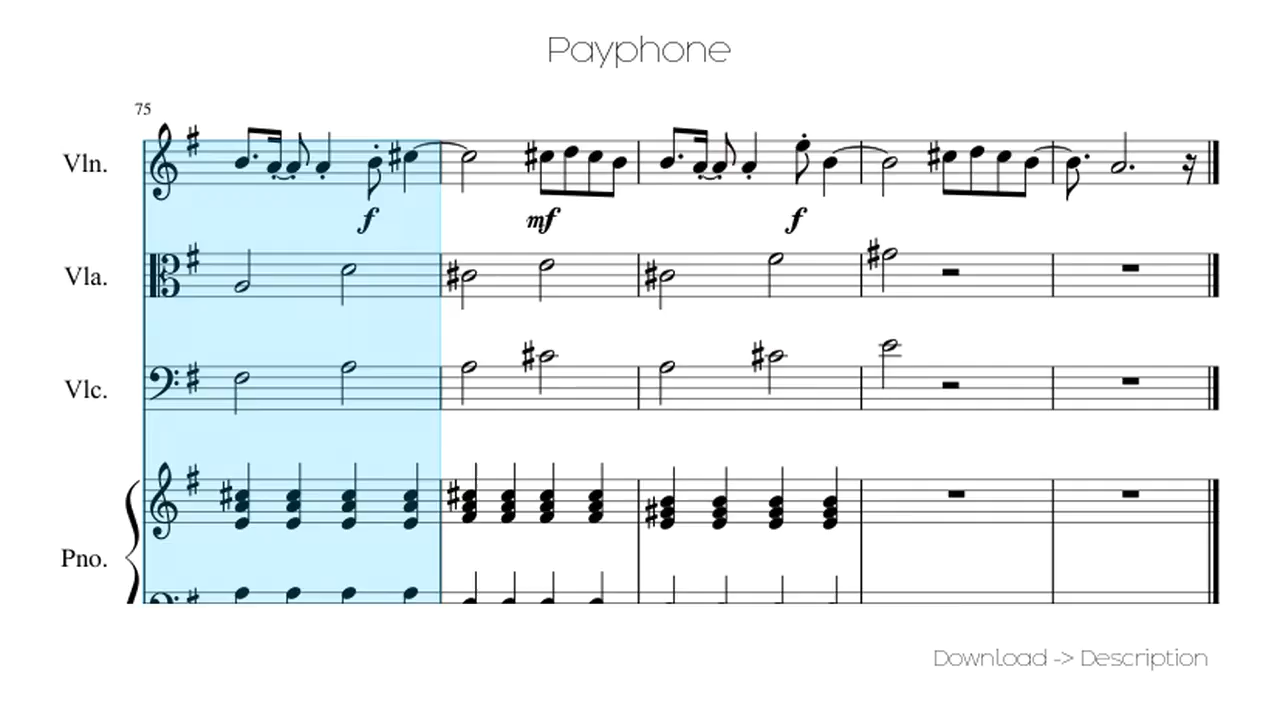 Payphone
75
Vln.
f
mf
f
Vla.
Vlc.
Pno.
Download -> Description